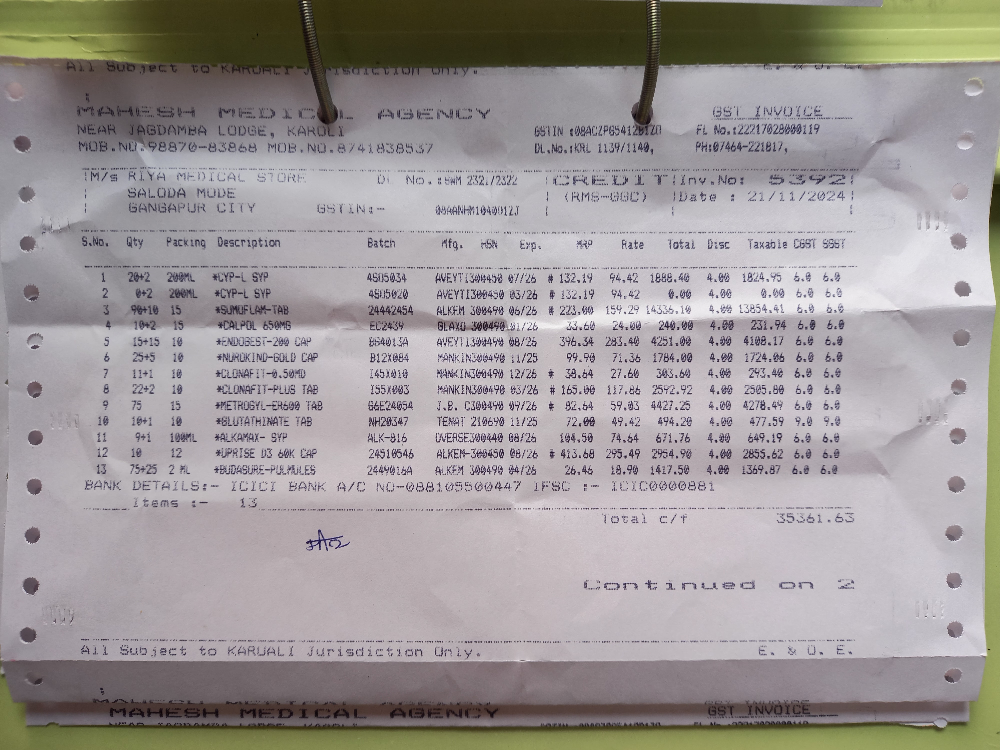 All Subject to KARUALI Jurisdiction Only. E. & O. E.
MAHESH MEDICAL AGENCY GST INVOICE
NEAR JAGDAMBA LODGE, KAROLI GSTIN :08ACZPG5412B1ZO FL No.:22217028000119
MOB.NO.98870-83868 MOB.NO.8741838537 DL.No.:KRL 1139/1140, PH:07464-221817,
M/s RIYA MEDICAL STORE DL No.:SWM 2321/2322 CREDIT Inv.No: 5392
SALODA MODE (RMS-GGC) Date : 21/11/2024
GANGAPUR CITY GSTIN:- 08AANHM1040Q1ZJ
S.No. Qty Packing Description Batch Mfg. HSN Exp. MRP Rate Total Disc Taxable CGST SGST
1 20+2 200ML *CYP-L SYP 4SU5034 AVEYTI300450 07/26 # 132.19 94.42 1888.40 4.00 1824.95 6.0 6.0
2 0+2 200ML *CYP-L SYP 4SU5020 AVEYTI300450 03/26 # 132.19 94.42 0.00 4.00 0.00 6.0 6.0
3 90+10 15 *SUMOFLAM-TAB 24442454 ALKEM 300490 06/26 # 223.00 159.29 14336.10 4.00 13854.41 6.0 6.0
4 10+2 15 *CALPOL 650MG EC2439 GLAXO 300490 01/26 33.60 24.00 240.00 4.00 231.94 6.0 6.0
5 15+15 10 *ENDOGEST-200 CAP BG4013A AVEYTI300490 08/26 396.34 283.40 4251.00 4.00 4108.17 6.0 6.0
6 25+5 10 *NUROKIND-GOLD CAP B12X084 MANKIN300490 11/25 99.90 71.36 1784.00 4.00 1724.06 6.0 6.0
7 11+1 10 *CLONAFIT-0.50MD I45X010 MANKIN300490 12/26 # 38.64 27.60 303.60 4.00 293.40 6.0 6.0
8 22+2 10 *CLONAFIT-PLUS TAB I55X003 MANKIN300490 03/26 # 165.00 117.86 2592.92 4.00 2505.80 6.0 6.0
9 75 15 *METROGYL-ER600 TAB G6E24054 J.B. C300490 09/26 # 82.64 59.03 4427.25 4.00 4278.49 6.0 6.0
10 10+1 10 *GLUTATHINATE TAB NH20347 TENAT 210690 11/25 72.00 49.42 494.20 4.00 477.59 9.0 9.0
11 9+1 100ML *ALKAMAX- SYP ALK-816 OVERSE300440 08/26 104.50 74.64 671.76 4.00 649.19 6.0 6.0
12 10 12 *UPRISE D3 60K CAP 24510546 ALKEM-300450 08/26 # 413.68 295.49 2954.90 4.00 2855.62 6.0 6.0
13 75+25 2 ML *BUDASURE-PULMULES 2449016A ALKEM 300490 04/26 26.46 18.90 1417.50 4.00 1369.87 6.0 6.0
BANK DETAILS:- ICICI BANK A/C NO-088105500447 IFSC :- ICIC0000881
Items :- 13
Total c/f 35361.63
Continued on 2
All Subject to KARUALI Jurisdiction Only. E. & O. E.
MAHESH MEDICAL AGENCY GST INVOICE